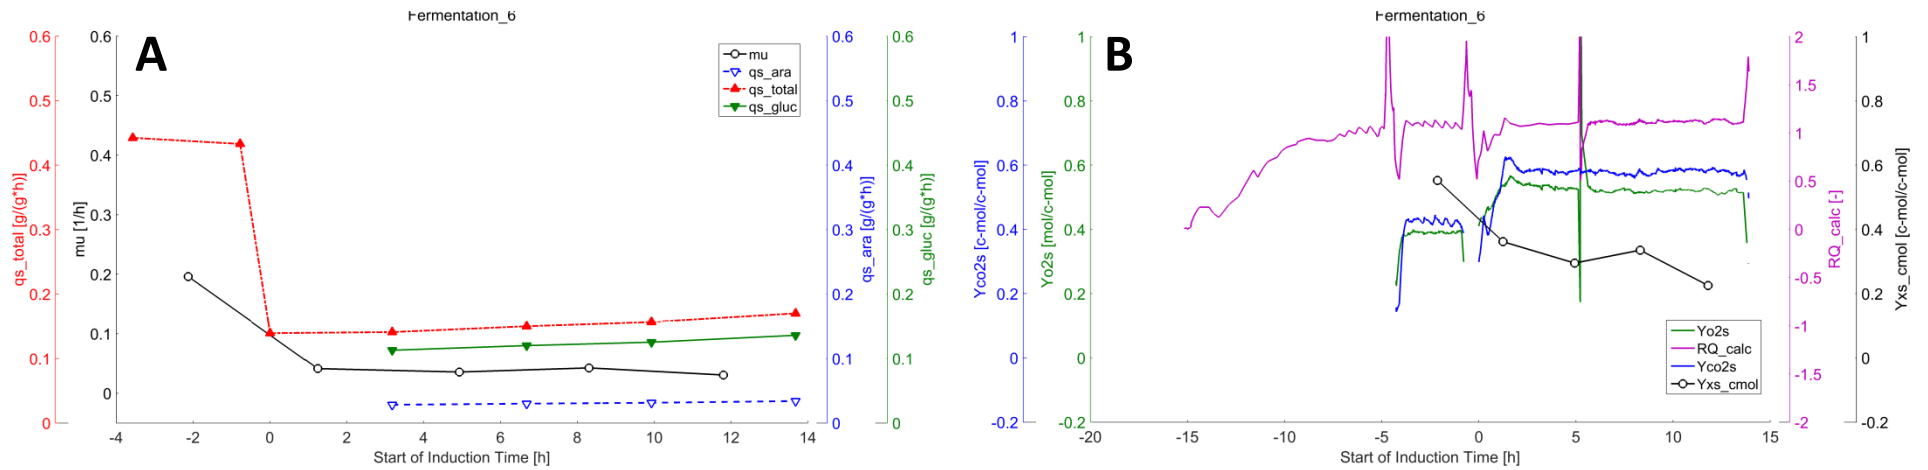 Fermentation_6
A
0.6
0.5
0.4
0.3
0.2
0.1
0
qs_total [g/(g*h)]
0.6
0.5
0.4
0.3
0.2
0.1
0
mu [1/h]
mu
qs_ara
qs_total
qs_gluc
0.6
0.5
0.4
0.3
0.2
0.1
0
qs_ara [g/(g*h)]
0.6
0.5
0.4
0.3
0.2
0.1
0
qs_gluc [g/(g*h)]
-4 -2 0 2 4 6 8 10 12 14
Start of Induction Time [h]
Fermentation_6
B
1
0.8
0.6
0.4
0.2
0
-0.2
Yco2s [c-mol/c-mol]
1
0.8
0.6
0.4
0.2
0
-0.2
Yo2s [mol/c-mol]
2
1.5
1
0.5
0
-0.5
-1
-1.5
-2
RQ_calc [-]
1
0.8
0.6
0.4
0.2
0
-0.2
Yxs_cmol [c-mol/c-mol]
Yo2s
RQ_calc
Yco2s
Yxs_cmol
-20 -15 -10 -5 0 5 10 15
Start of Induction Time [h]